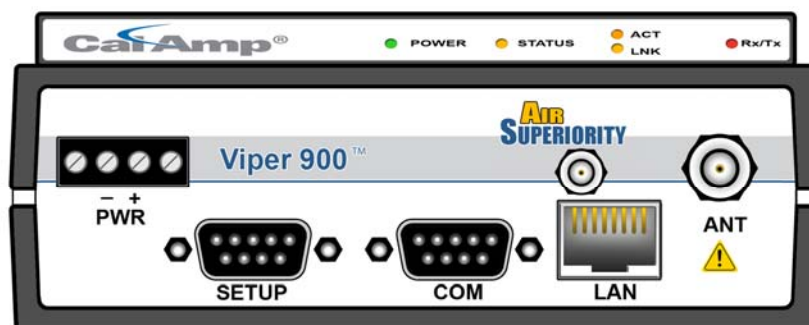 CalAmp®
POWER
STATUS
ACT
LNK
Rx/Tx
AIR
SUPERIORITY
Viper 900™
– +
PWR
ANT
SETUP
COM
LAN